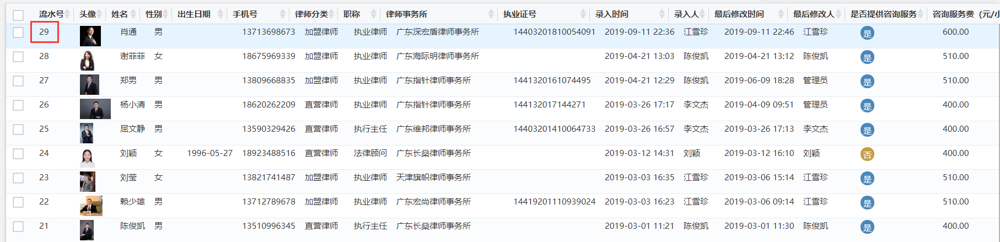 流水号 头像 姓名 性别 出生日期 手机号 律师分类 职称 律师事务所 执业证号 录入时间 录入人 最后修改时间 最后修改人 是否提供咨询服务 咨询服务费 (元/小
29 肖通 男 13713698673 加盟律师 执业律师 广东深宏盾律师事务所 14403201810054091 2019-09-11 22:36 江雪珍 2019-09-11 22:46 江雪珍 是 600.00
28 谢菲菲 女 18675969339 加盟律师 执业律师 广东海际明律师事务所 2019-04-21 13:03 陈俊凯 2019-04-21 13:12 陈俊凯 是 510.00
27 郑男 男 13809668835 加盟律师 执业律师 广东指针律师事务所 1441320161074495 2019-04-21 12:29 陈俊凯 2019-06-09 18:28 管理员 是 510.00
26 杨小清 男 18620262209 直营律师 执业律师 广东指针律师事务所 144132017144271 2019-03-26 17:17 李文杰 2019-04-09 09:51 管理员 是 400.00
25 屈文静 男 13590329426 直营律师 执行主任 广东维邦律师事务所 14403201410064733 2019-03-26 16:57 李文杰 2019-03-26 17:13 李文杰 是 400.00
24 刘颖 女 1996-05-27 18923488516 直营律师 法律顾问 广东长燊律师事务所 2019-03-12 14:31 刘颖 2019-03-12 16:10 刘颖 否 400.00
23 刘莹 女 13821741487 加盟律师 执业律师 天津旗帜律师事务所 2019-03-03 16:35 江雪珍 2019-03-06 15:14 江雪珍 是 510.00
22 赖少雄 男 13712789678 加盟律师 执业律师 广东宏尚律师事务所 14419201110939024 2019-03-03 16:23 江雪珍 2019-03-06 09:14 江雪珍 是 510.00
21 陈俊凯 男 13510996345 直营律师 执行主任 广东长燊律师事务所 2019-03-01 11:21 陈俊凯 2019-03-01 11:30 陈俊凯 是 400.00